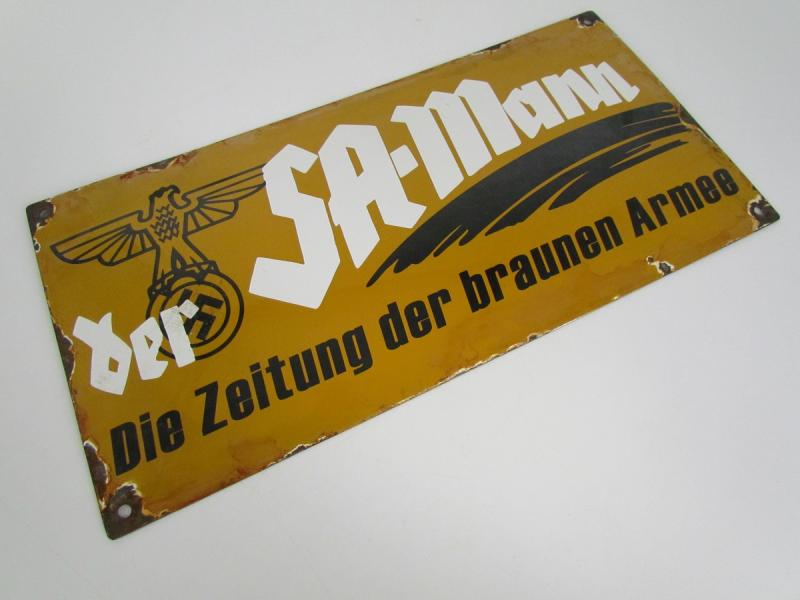 der SA-Mann
Die Zeitung der braunen Armee